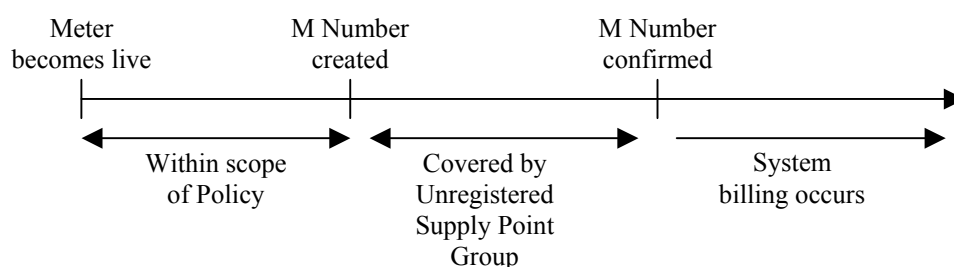 Meter
becomes live
M Number
created
M Number
confirmed
Within scope
of Policy
Covered by
Unregistered
Supply Point
Group
System
billing occurs